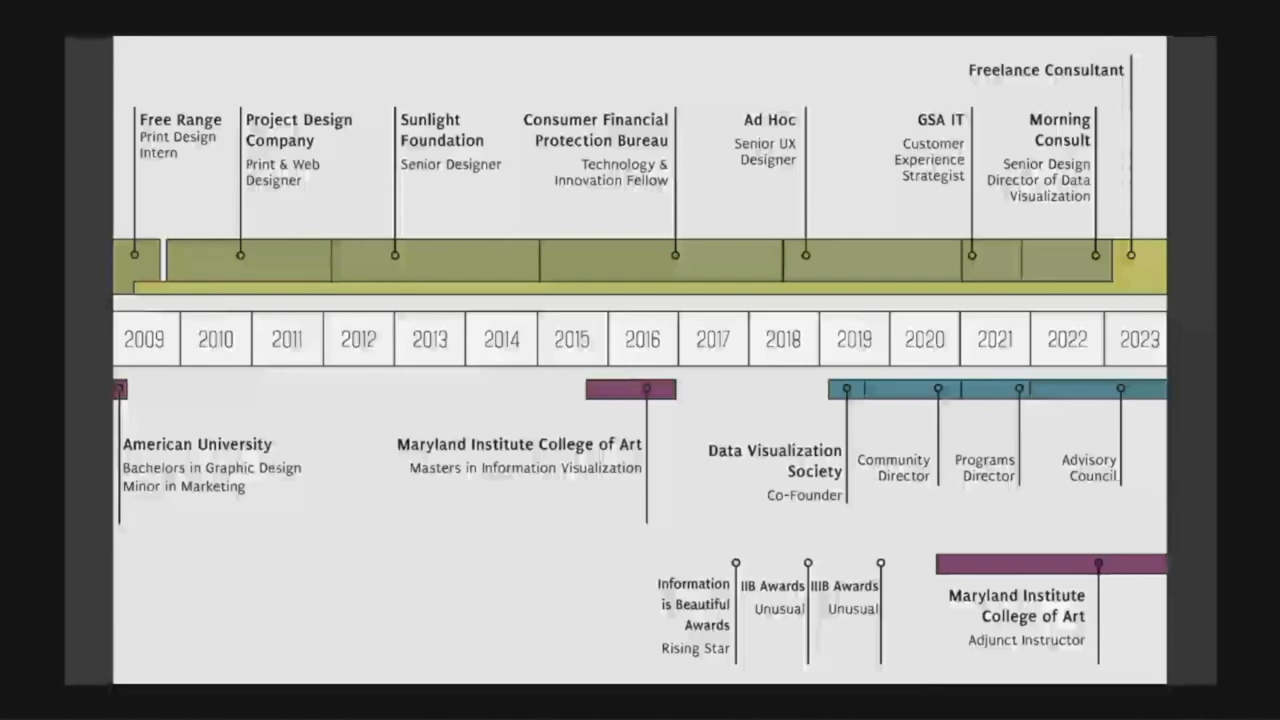 Freelance Consultant
Free Range
Print Design
Intern
Project Design
Company
Print & Web
Designer
Sunlight
Foundation
Senior Designer
Consumer Financial
Protection Bureau
Technology &
Innovation Fellow
Ad Hoc
Senior UX
Designer
GSA IT
Customer
Experience
Strategist
Morning
Consult
Senior Design
Director of Data
Visualization
2009 2010 2011 2012 2013 2014 2015 2016 2017 2018 2019 2020 2021 2022 2023
American University
Bachelors in Graphic Design
Minor in Marketing
Maryland Institute College of Art
Masters in Information Visualization
Data Visualization
Society
Co-Founder
Community
Director
Programs
Director
Advisory
Council
Information
is Beautiful
Awards
Rising Star
IIB Awards
Unusual
IIIB Awards
Unusual
Maryland Institute
College of Art
Adjunct Instructor